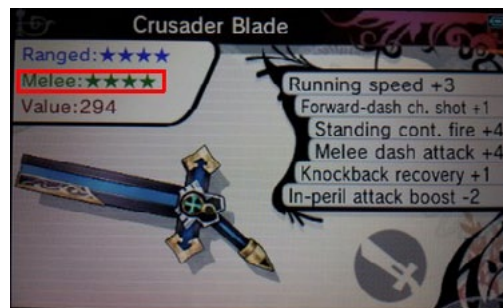 Crusader Blade
Ranged:★★★★
Melee:★★★★
Value:294
Running speed +3
Forward-dash ch. shot +1
Standing cont. fire +4
Melee dash attack +4
Knockback recovery +1
In-peril attack boost -2